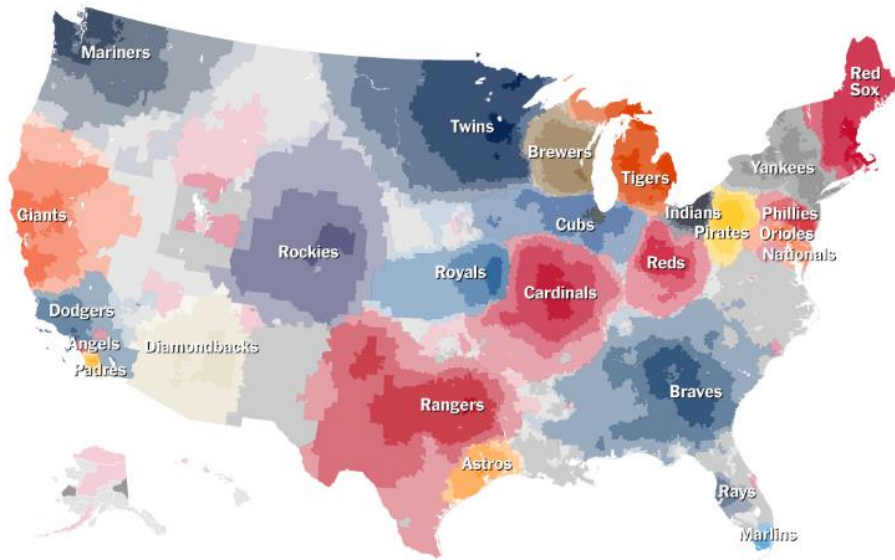 Mariners
Red
Sox
Twins
Brewers
Tigers
Yankees
Giants
Rockies
Cubs
Indians
Pirates
Phillies
Orioles
Nationals
Royals
Reds
Cardinals
Dodgers
Angels
Padres
Diamondbacks
Braves
Rangers
Astros
Rays
Marlins